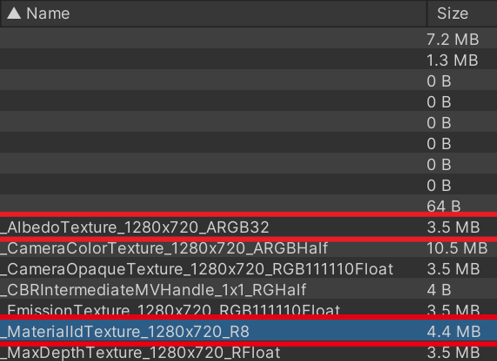 ▲ Name Size
7.2 MB
1.3 MB
0 B
0 B
0 B
0 B
0 B
0 B
64 B
_AlbedoTexture_1280x720_ARGB32 3.5 MB
_CameraColorTexture_1280x720_ARGBHalf 10.5 MB
_CameraOpaqueTexture_1280x720_RGB111110Float 3.5 MB
_CBRIntermediateMVHandle_1x1_RGHalf 4 B
_EmissionTexture_1280x720_RGB111110Float 3.5 MB
_MaterialIdTexture_1280x720_R8 4.4 MB
_MaxDepthTexture_1280x720_RFloat 3.5 MB